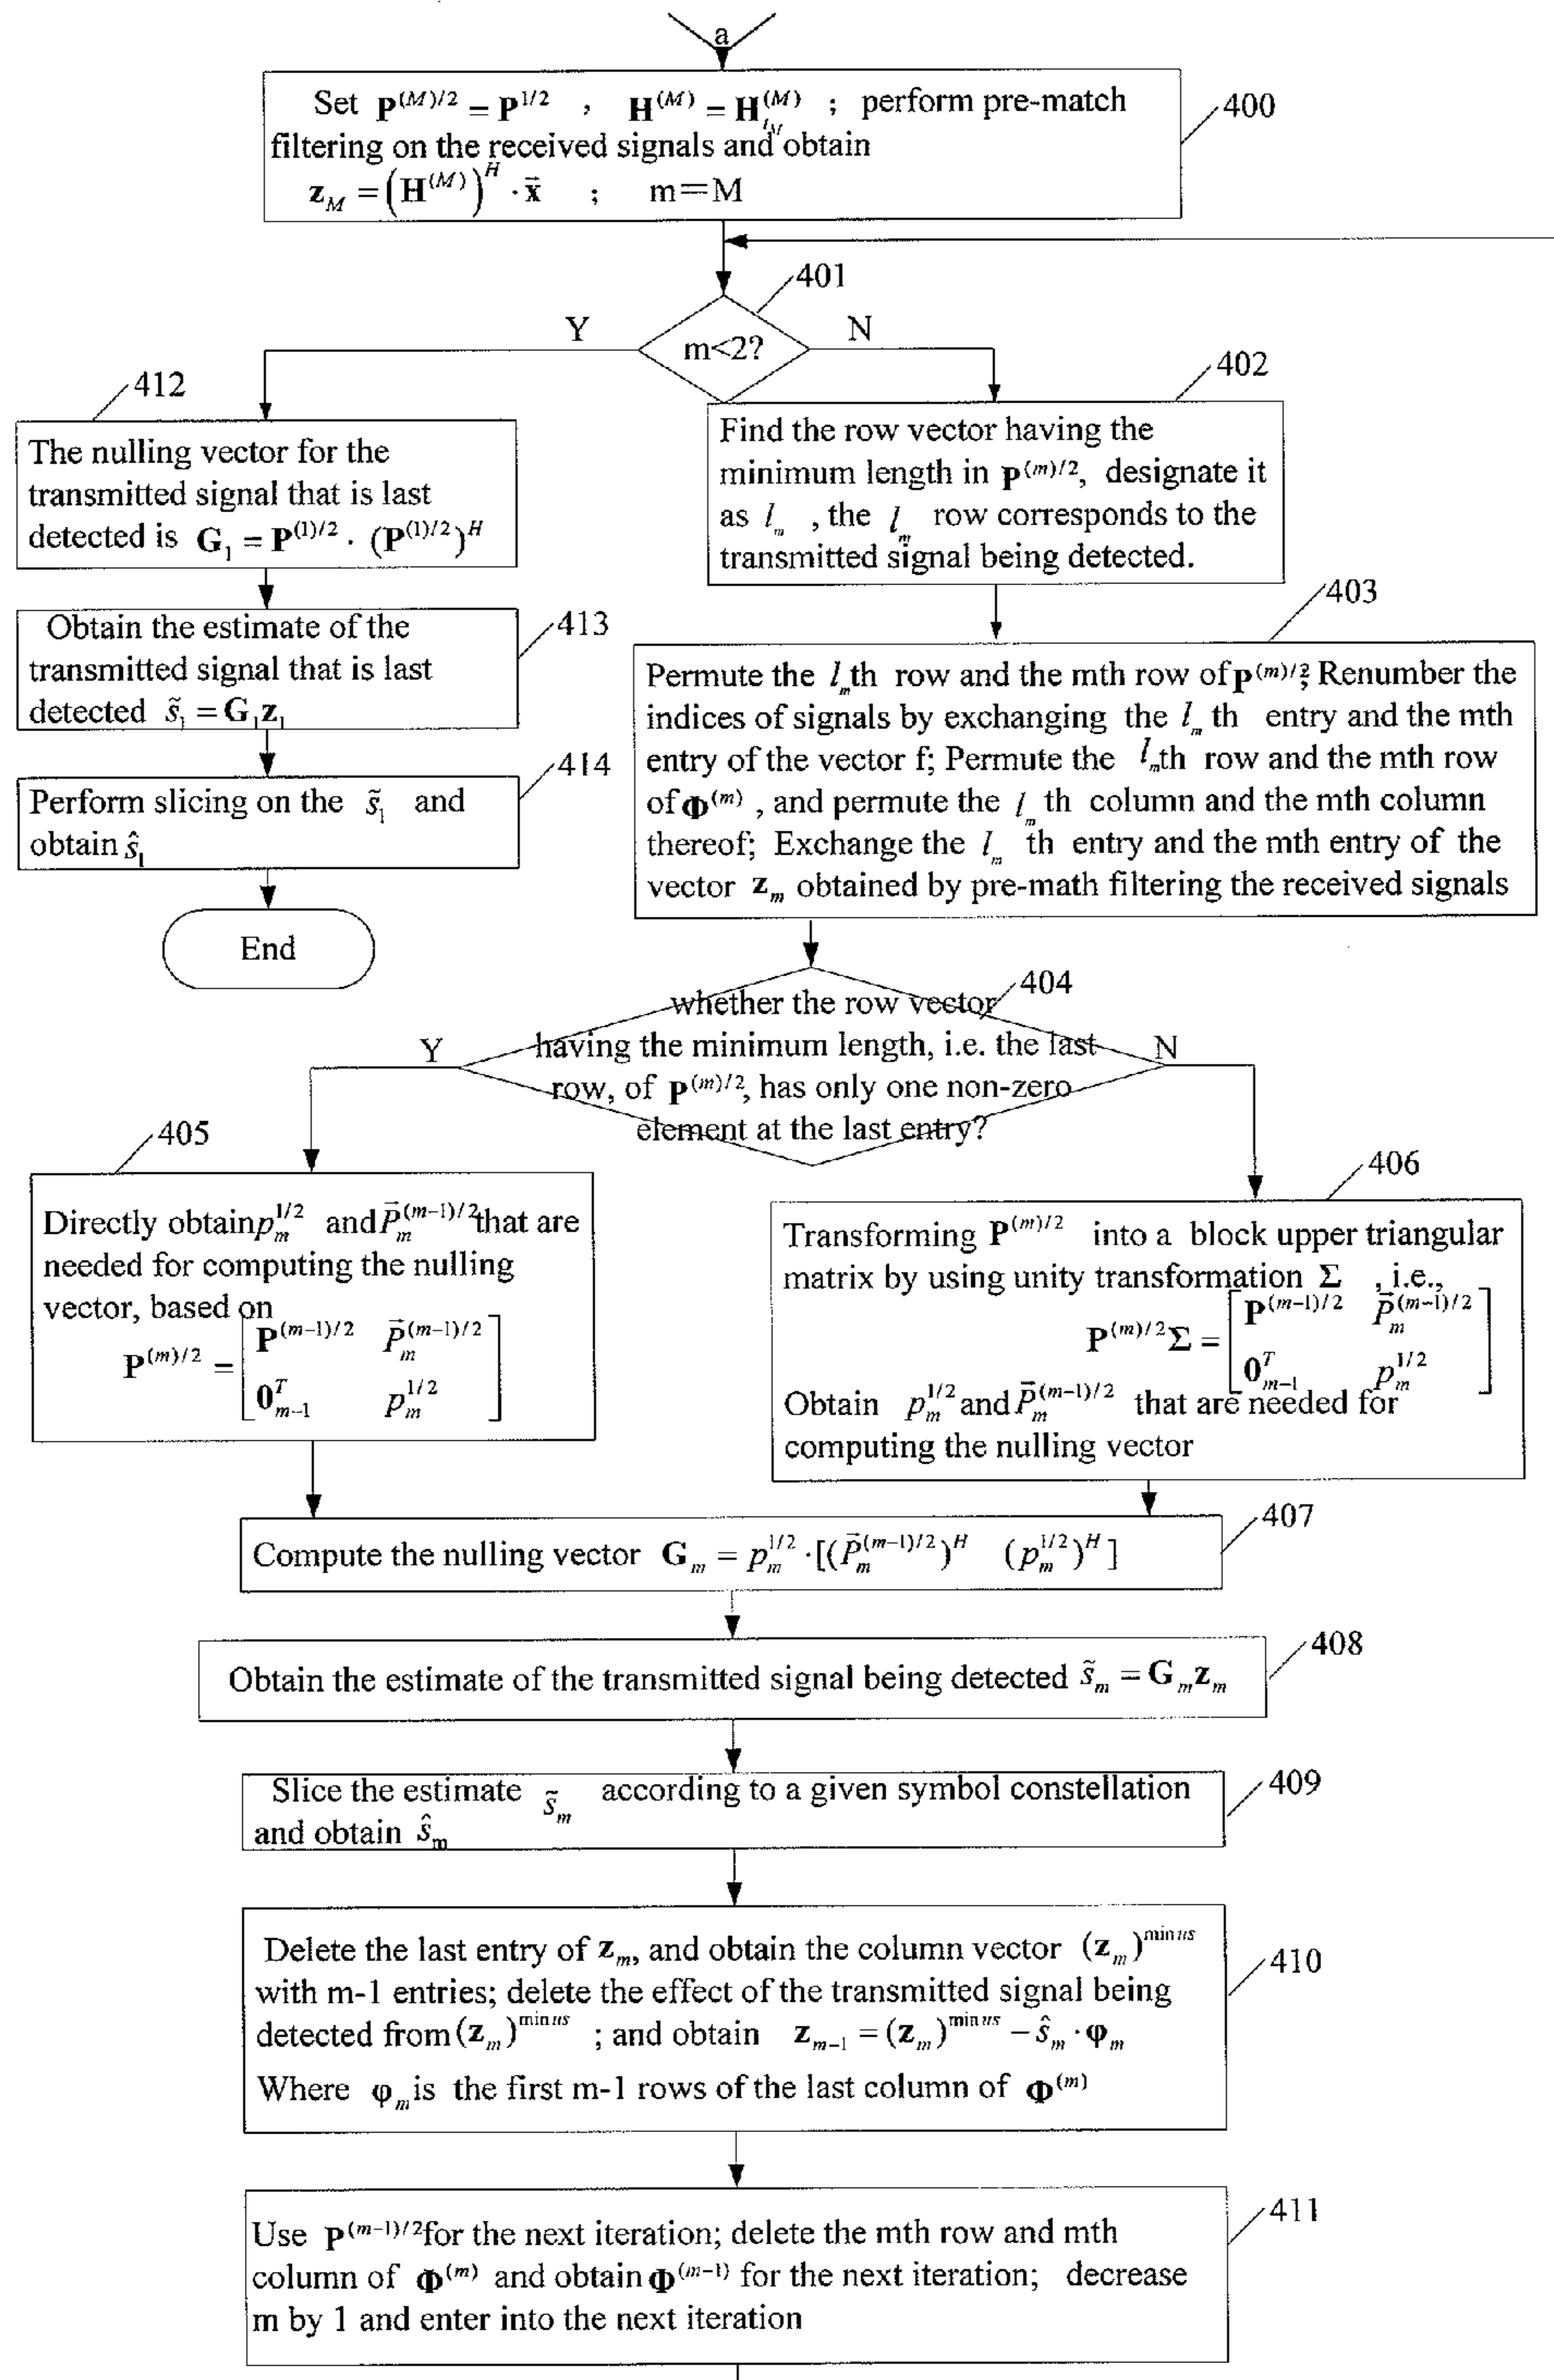 a
Set P^{(M)/2} = P^{1/2} , H^{(M)} = H_{l_M}^{(M)} ; perform pre-match
filtering on the received signals and obtain
z_M = (H^{(M)})^H · x⃗ ; m=M
400
401
Y
m<2?
N
412
The nulling vector for the
transmitted signal that is last
detected is G_1 = P^{(1)/2} · (P^{(1)/2})^H
402
Find the row vector having the
minimum length in P^{(m)/2}, designate it
as l_m , the l_m row corresponds to the
transmitted signal being detected.
413
Obtain the estimate of the
transmitted signal that is last
detected s̃_1 = G_1 z_1
403
Permute the l_m th row and the mth row of P^{(m)/2}; Renumber the
indices of signals by exchanging the l_m th entry and the mth
entry of the vector f; Permute the l_m th row and the mth row
of Φ^{(m)} , and permute the l_m th column and the mth column
thereof; Exchange the l_m th entry and the mth entry of the
vector z_m obtained by pre-math filtering the received signals
414
Perform slicing on the s̃_1 and
obtain ŝ_1
End
404
whether the row vector
having the minimum length, i.e. the last
row, of P^{(m)/2}, has only one non-zero
element at the last entry?
Y
N
405
Directly obtain p_m^{1/2} and P⃗_m^{(m-1)/2} that are
needed for computing the nulling
vector, based on
P^{(m)/2} = [ P^{(m-1)/2} P⃗_m^{(m-1)/2}
0_{m-1}^T p_m^{1/2} ]
406
Transforming P^{(m)/2} into a block upper triangular
matrix by using unity transformation Σ , i.e.,
P^{(m)/2}Σ = [ P^{(m-1)/2} P⃗_m^{(m-1)/2}
0_{m-1}^T p_m^{1/2} ]
Obtain p_m^{1/2} and P⃗_m^{(m-1)/2} that are needed for
computing the nulling vector
407
Compute the nulling vector G_m = p_m^{1/2} · [(P⃗_m^{(m-1)/2})^H (p_m^{1/2})^H]
408
Obtain the estimate of the transmitted signal being detected s̃_m = G_m z_m
409
Slice the estimate s̃_m according to a given symbol constellation
and obtain ŝ_m
410
Delete the last entry of z_m, and obtain the column vector (z_m)^{minus}
with m-1 entries; delete the effect of the transmitted signal being
detected from (z_m)^{minus} ; and obtain z_{m-1} = (z_m)^{minus} − ŝ_m · φ_m
Where φ_m is the first m-1 rows of the last column of Φ^{(m)}
411
Use P^{(m-1)/2} for the next iteration; delete the mth row and mth
column of Φ^{(m)} and obtain Φ^{(m-1)} for the next iteration; decrease
m by 1 and enter into the next iteration